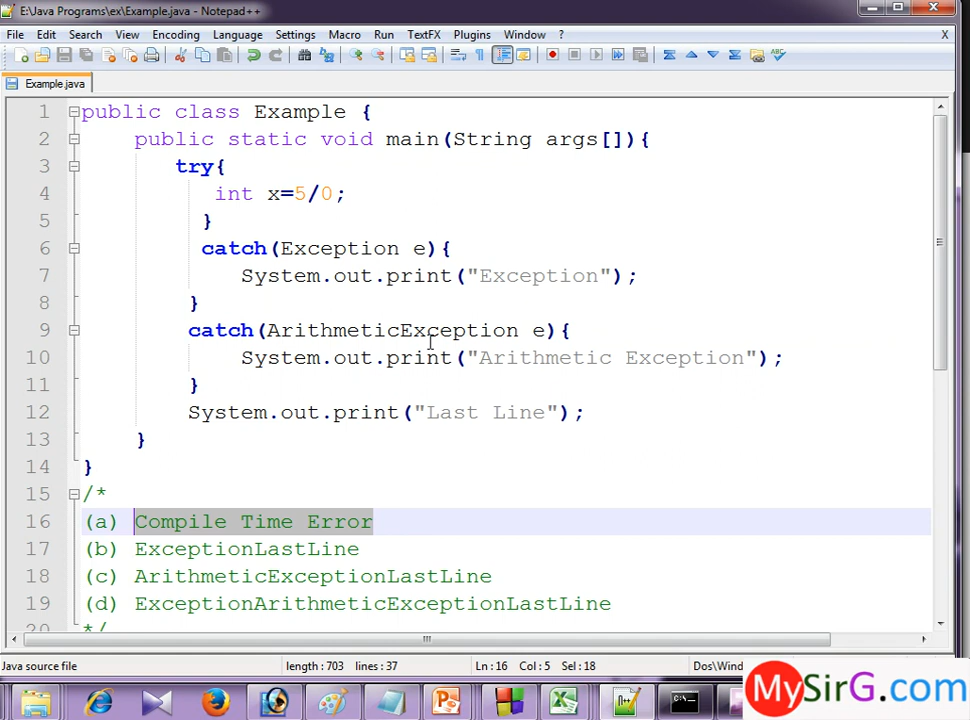 E:\Java Programs\ex\Example.java - Notepad++
File Edit Search View Encoding Language Settings Macro Run TextFX Plugins Window ? X
Example.java
1 public class Example {
2 public static void main(String args[]){
3 try{
4 int x=5/0;
5 }
6 catch(Exception e){
7 System.out.print("Exception");
8 }
9 catch(ArithmeticException e){
10 System.out.print("Arithmetic Exception");
11 }
12 System.out.print("Last Line");
13 }
14 }
15 /*
16 (a) Compile Time Error
17 (b) ExceptionLastLine
18 (c) ArithmeticExceptionLastLine
19 (d) ExceptionArithmeticExceptionLastLine
20 */
Java source file length : 703 lines : 37 Ln : 16 Col : 5 Sel : 18 Dos\Wind
MySirG.com